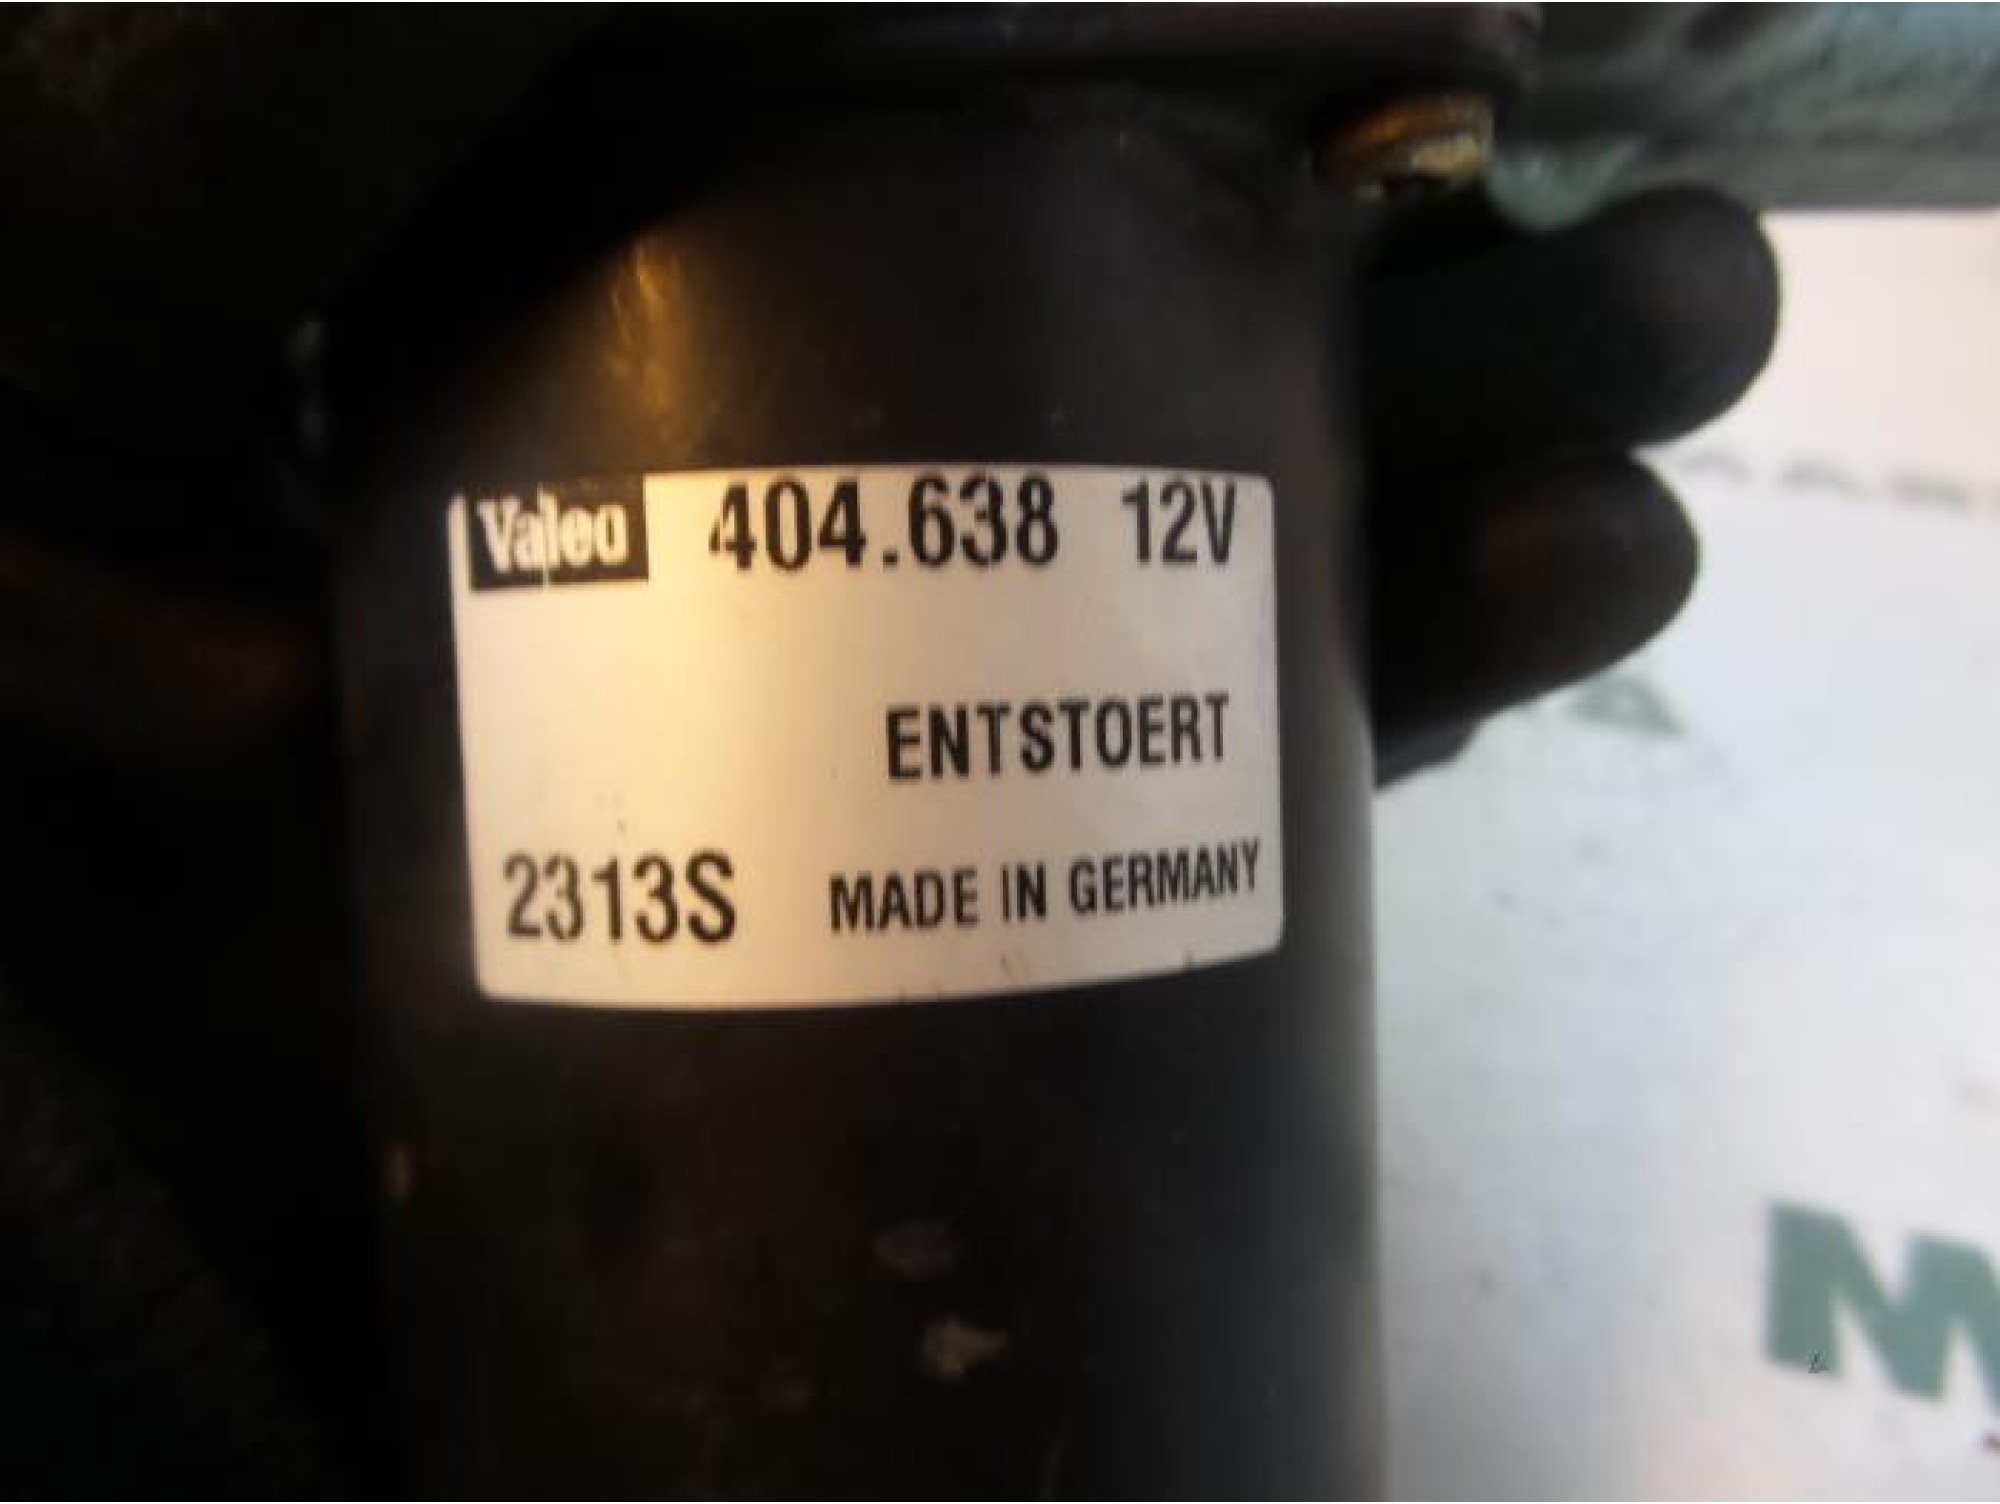 Valeo 404.638 12V
ENTSTOERT
2313S MADE IN GERMANY